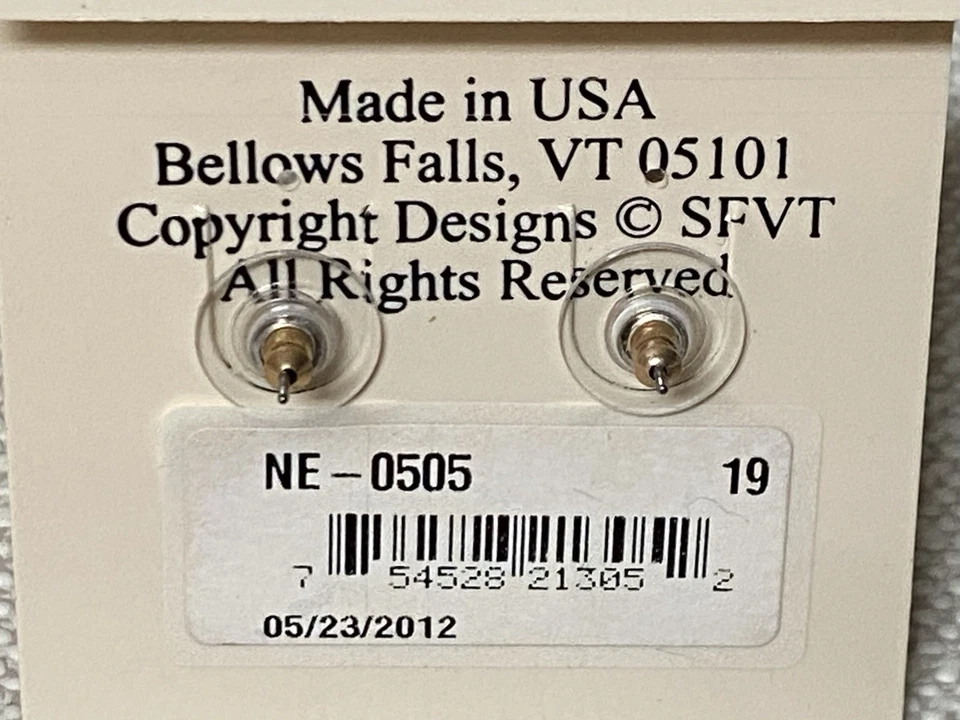 Made in USA
Bellows Falls, VT 05101
Copyright Designs © SFVT
All Rights Reserved
NE-0505 19
7 54528 21305 2
05/23/2012